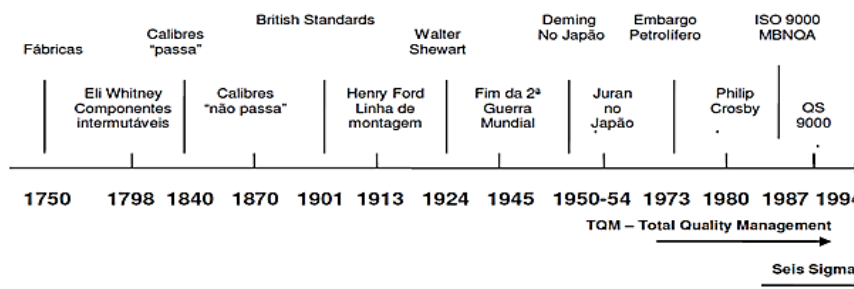 British Standards
Deming
No Japão
Embargo
Petrolífero
ISO 9000
MBNQA
Calibres
“passa”
Walter
Shewart
Fábricas
Eli Whitney
Componentes
intermutáveis
Calibres
“não passa”
Henry Ford
Linha de
montagem
Fim da 2ª
Guerra
Mundial
Juran
no
Japão
Philip
Crosby
QS
9000
1750 1798 1840 1870 1901 1913 1924 1945 1950-54 1973 1980 1987 1994
TQM – Total Quality Management
Seis Sigma